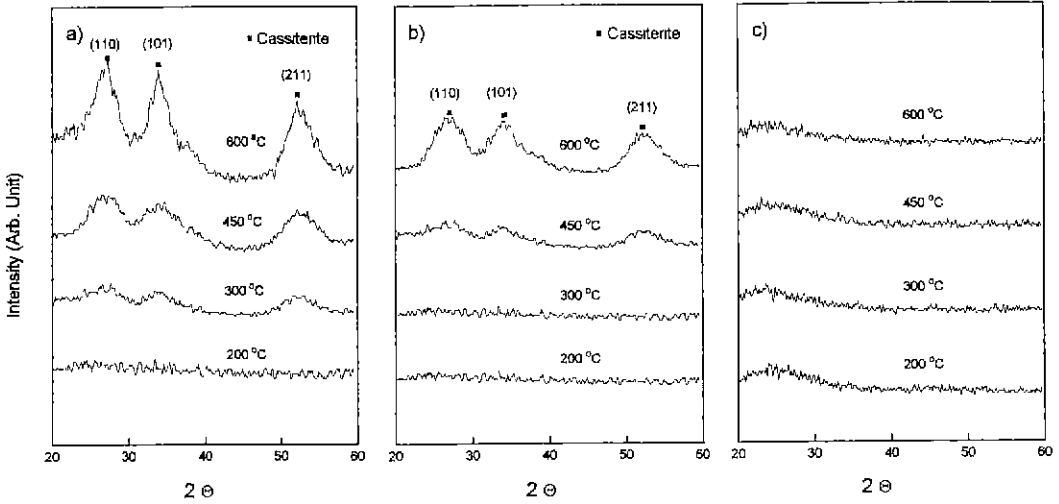 a)
(110)
(101)
■ Cassiterite
(211)
600 °C
450 °C
300 °C
200 °C
20 30 40 50 60
2 Θ
Intensity (Arb. Unit)
b)
■ Cassiterite
(110)
(101)
(211)
600 °C
450 °C
300 °C
200 °C
20 30 40 50 60
2 Θ
c)
600 °C
450 °C
300 °C
200 °C
20 30 40 50 60
2 Θ